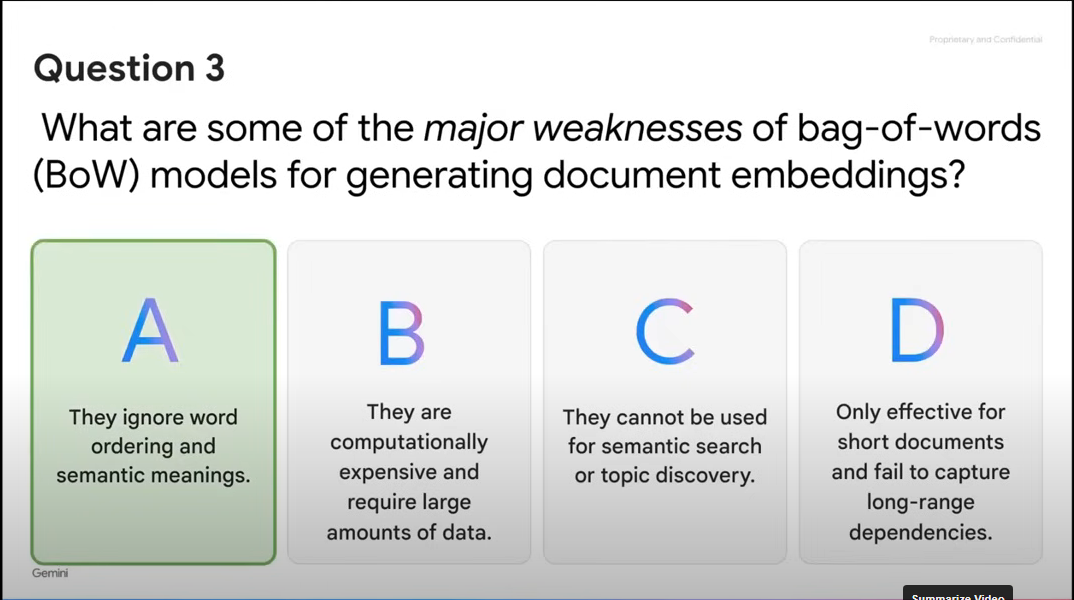 Proprietary and Confidential
Question 3
What are some of the major weaknesses of bag-of-words
(BoW) models for generating document embeddings?
A
They ignore word
ordering and
semantic meanings.
B
They are
computationally
expensive and
require large
amounts of data.
C
They cannot be used
for semantic search
or topic discovery.
D
Only effective for
short documents
and fail to capture
long-range
dependencies.
Gemini
Summarize Video